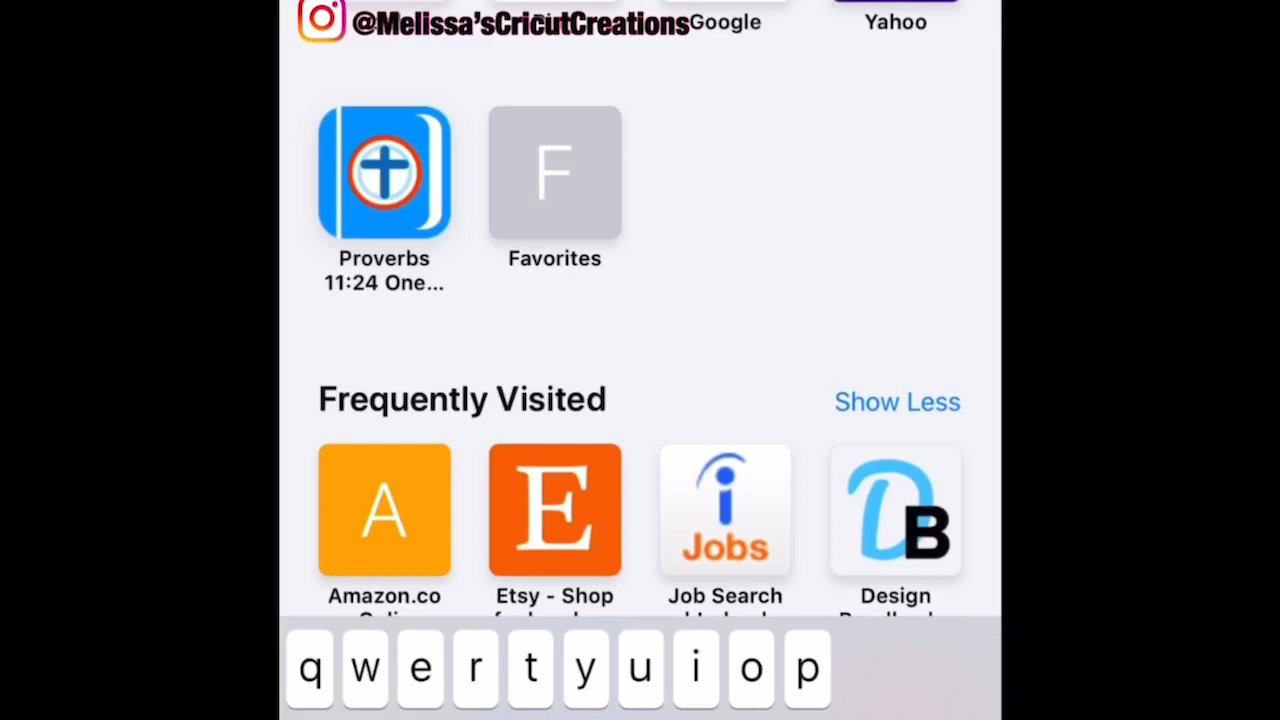 @Melissa'sCricutCreations
Google
Yahoo
F
Proverbs
11:24 One...
Favorites
Frequently Visited
Show Less
A
E
i
Jobs
DB
Amazon.co
Etsy - Shop
Job Search
Design
q w e r t y u i o p